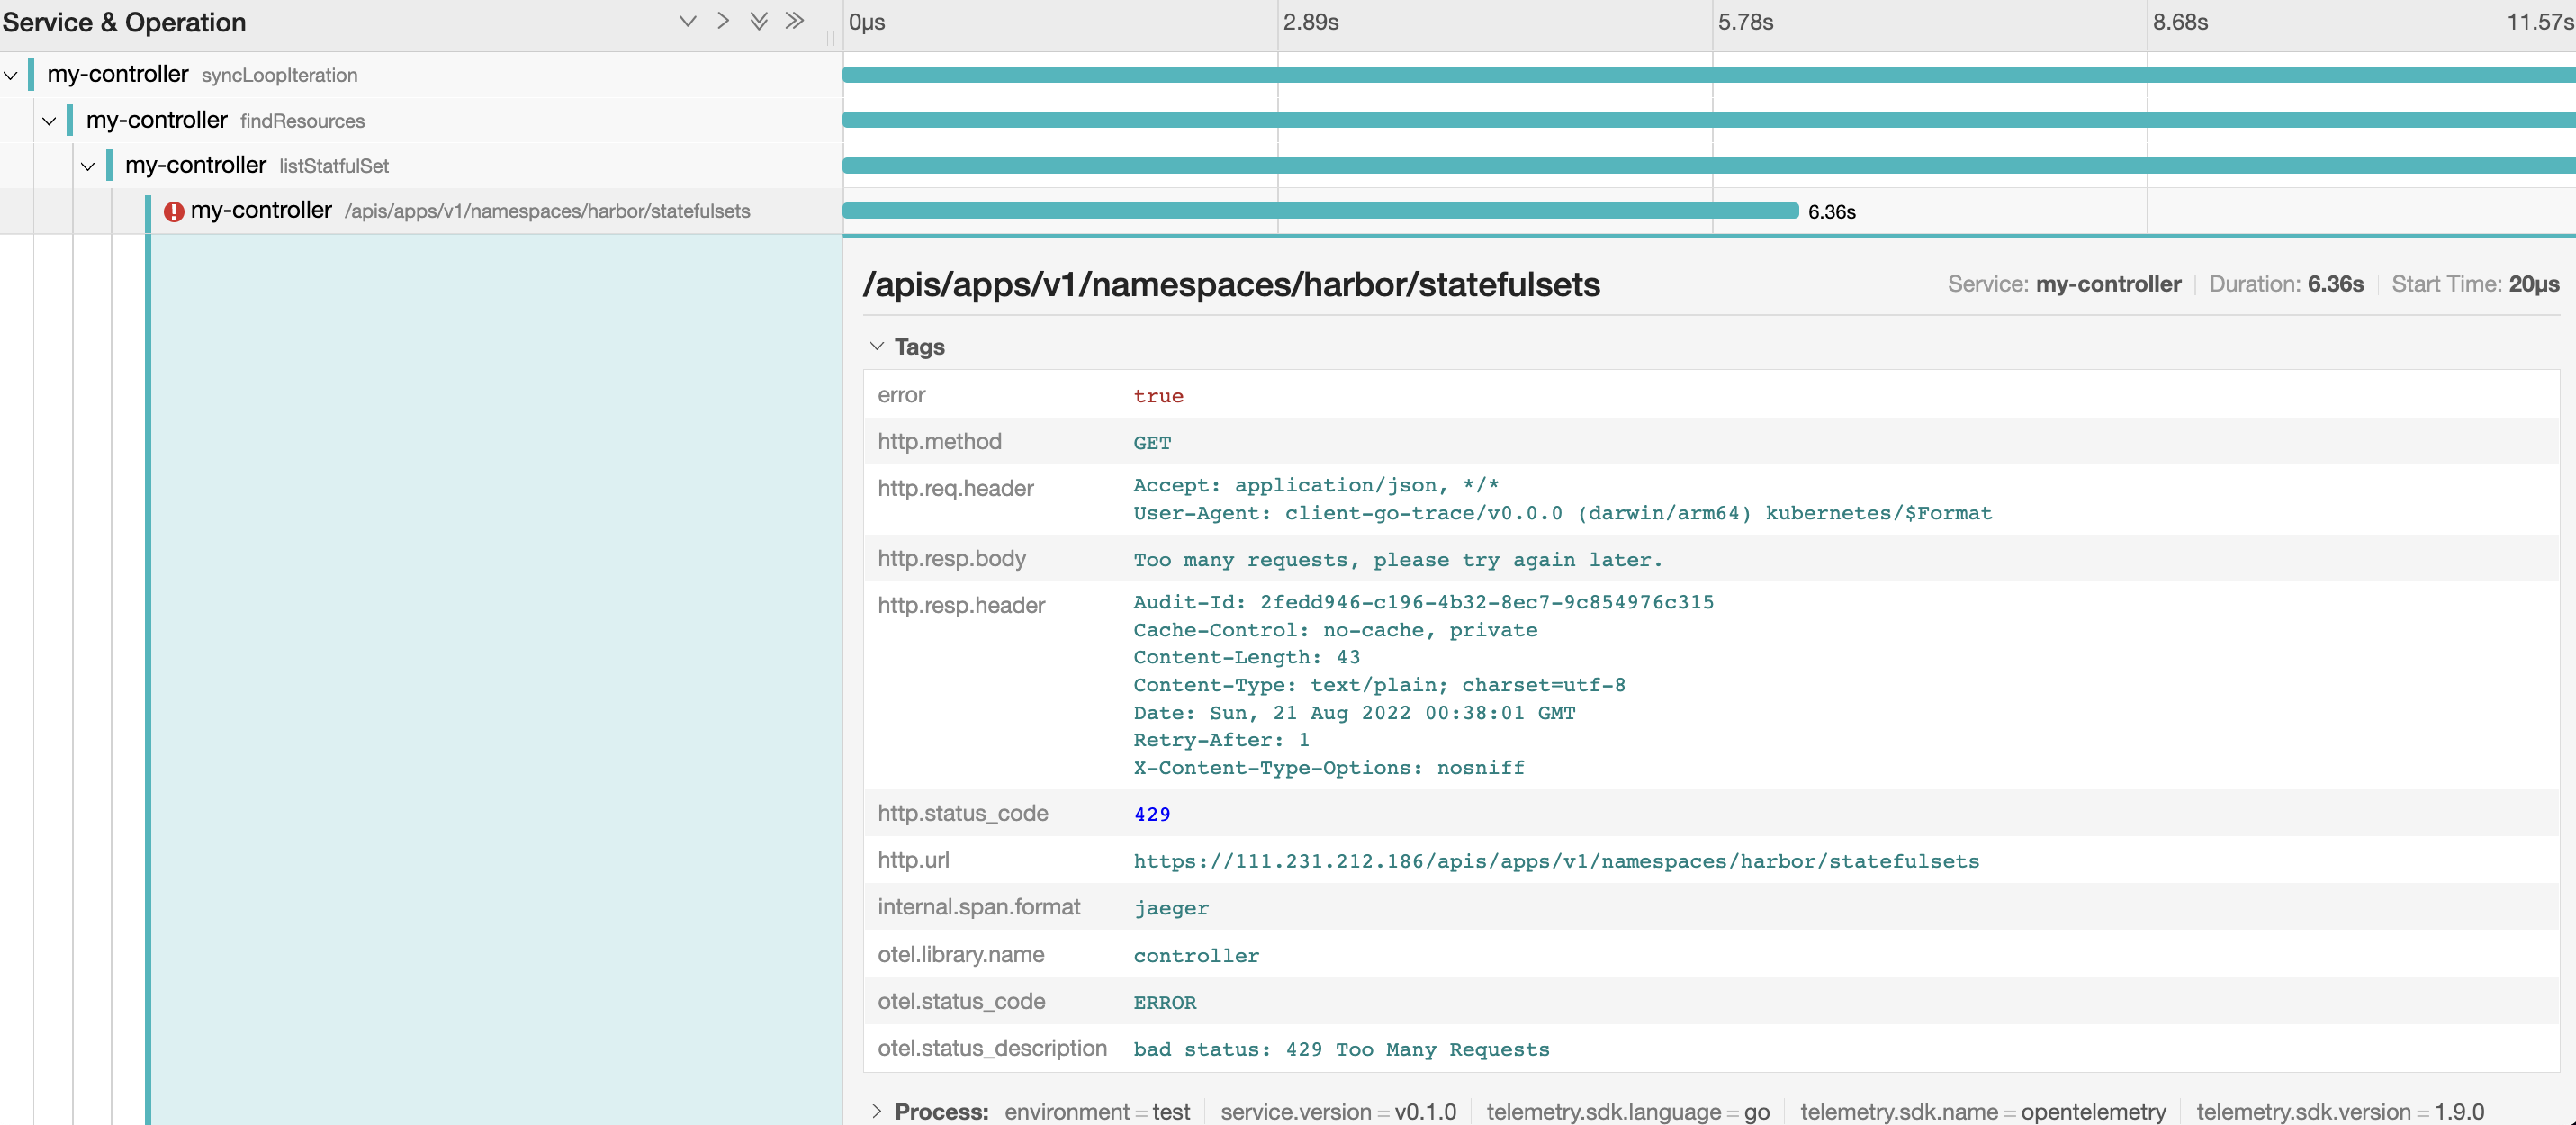 Service & Operation
0μs 2.89s 5.78s 8.68s 11.57s
my-controller syncLoopIteration
my-controller findResources
my-controller listStatfulSet
my-controller /apis/apps/v1/namespaces/harbor/statefulsets 6.36s
/apis/apps/v1/namespaces/harbor/statefulsets Service: my-controller Duration: 6.36s Start Time: 20μs
Tags
error true
http.method GET
http.req.header Accept: application/json, */*
User-Agent: client-go-trace/v0.0.0 (darwin/arm64) kubernetes/$Format
http.resp.body Too many requests, please try again later.
http.resp.header Audit-Id: 2fedd946-c196-4b32-8ec7-9c854976c315
Cache-Control: no-cache, private
Content-Length: 43
Content-Type: text/plain; charset=utf-8
Date: Sun, 21 Aug 2022 00:38:01 GMT
Retry-After: 1
X-Content-Type-Options: nosniff
http.status_code 429
http.url https://111.231.212.186/apis/apps/v1/namespaces/harbor/statefulsets
internal.span.format jaeger
otel.library.name controller
otel.status_code ERROR
otel.status_description bad status: 429 Too Many Requests
Process: environment = test service.version = v0.1.0 telemetry.sdk.language = go telemetry.sdk.name = opentelemetry telemetry.sdk.version = 1.9.0